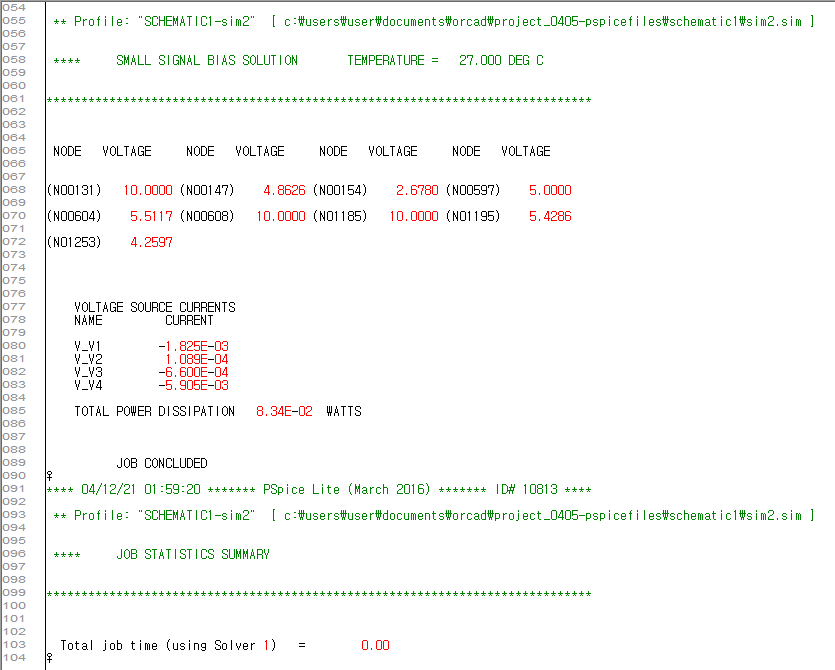 054
055 ** Profile: "SCHEMATIC1-sim2" [ c:₩users₩user₩documents₩orcad₩project_0405-pspicefiles₩schematic1₩sim2.sim ]
056
057
058 **** SMALL SIGNAL BIAS SOLUTION TEMPERATURE = 27.000 DEG C
059
060
061 ******************************************************************************
062
063
064
065 NODE VOLTAGE NODE VOLTAGE NODE VOLTAGE NODE VOLTAGE
066
067
068 (N00131) 10.0000 (N00147) 4.8626 (N00154) 2.6780 (N00597) 5.0000
069
070 (N00604) 5.5117 (N00608) 10.0000 (N01185) 10.0000 (N01195) 5.4286
071
072 (N01253) 4.2597
073
074
075
076
077 VOLTAGE SOURCE CURRENTS
078 NAME CURRENT
079
080 V_V1 -1.825E-03
081 V_V2 1.089E-04
082 V_V3 -6.600E-04
083 V_V4 -5.905E-03
084
085 TOTAL POWER DISSIPATION 8.34E-02 WATTS
086
087
088
089 JOB CONCLUDED
090 ♀
091 **** 04/12/21 01:59:20 ******* PSpice Lite (March 2016) ******* ID# 10813 ****
092
093 ** Profile: "SCHEMATIC1-sim2" [ c:₩users₩user₩documents₩orcad₩project_0405-pspicefiles₩schematic1₩sim2.sim ]
094
095
096 **** JOB STATISTICS SUMMARY
097
098
099 ******************************************************************************
100
101
102
103 Total job time (using Solver 1) = 0.00
104 ♀